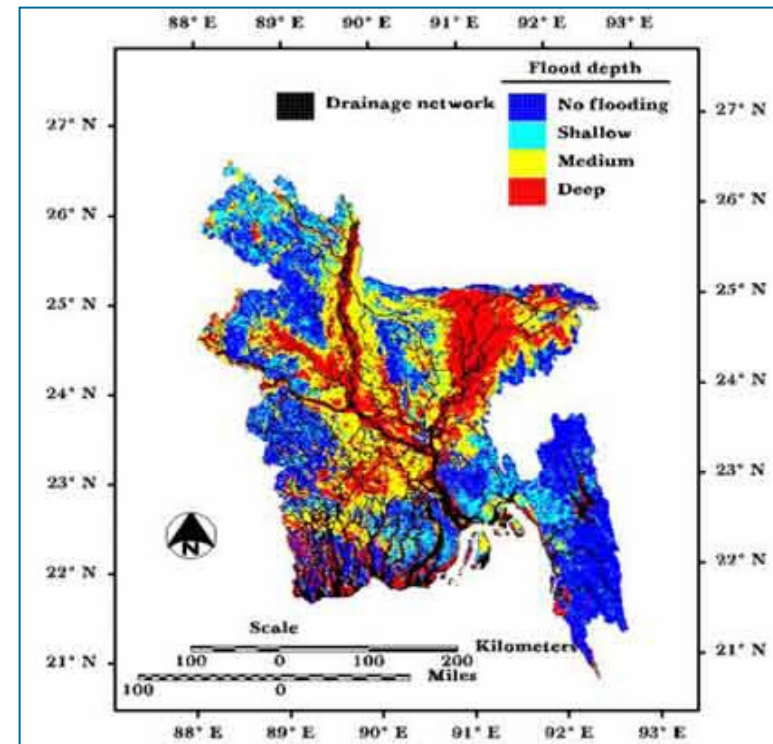 88° E 89° E 90° E 91° E 92° E 93° E
Flood depth
Drainage network
No flooding
Shallow
Medium
Deep
27° N 27° N
26° N 26° N
25° N 25° N
24° N 24° N
23° N 23° N
22° N 22° N
21° N 21° N
N
Scale
Kilometers
100 0 100 200
Miles
100 0
88° E 89° E 90° E 91° E 92° E 93° E